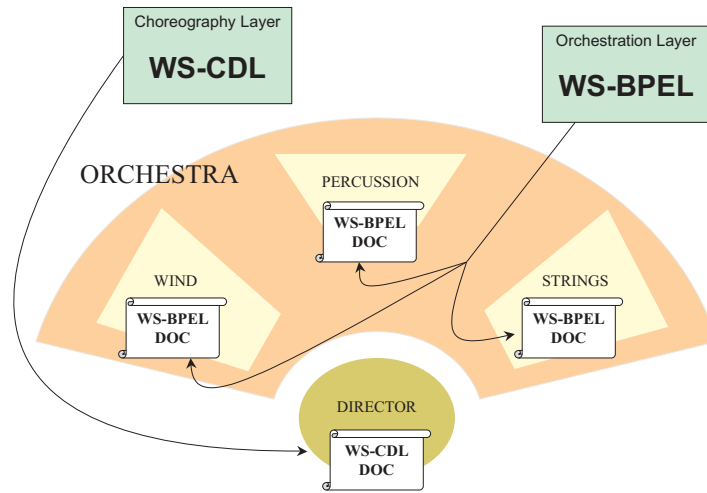 Choreography Layer
WS-CDL
Orchestration Layer
WS-BPEL
ORCHESTRA
PERCUSSION
WS-BPEL
DOC
WIND
WS-BPEL
DOC
STRINGS
WS-BPEL
DOC
DIRECTOR
WS-CDL
DOC